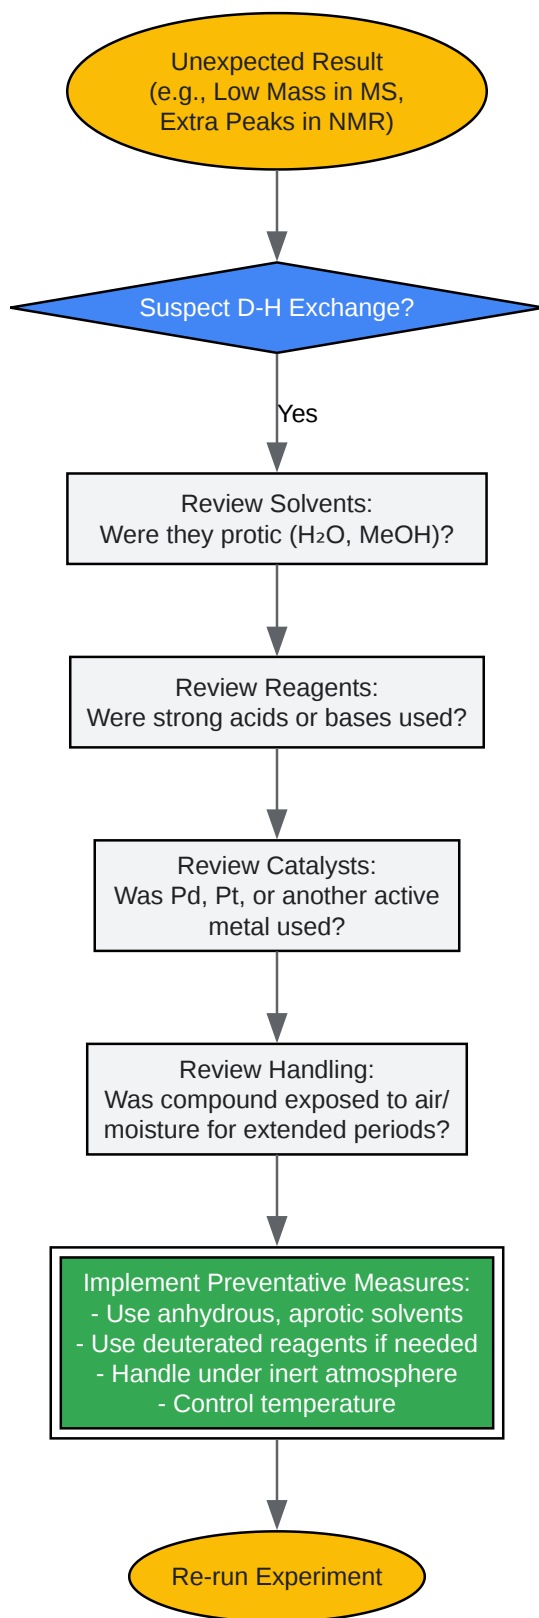 Unexpected Result
(e.g., Low Mass in MS,
Extra Peaks in NMR)
Suspect D-H Exchange?
Yes
Review Solvents:
Were they protic (H₂O, MeOH)?
Review Reagents:
Were strong acids or bases used?
Review Catalysts:
Was Pd, Pt, or another active
metal used?
Review Handling:
Was compound exposed to air/
moisture for extended periods?
Implement Preventative Measures:
- Use anhydrous, aprotic solvents
- Use deuterated reagents if needed
- Handle under inert atmosphere
- Control temperature
Re-run Experiment